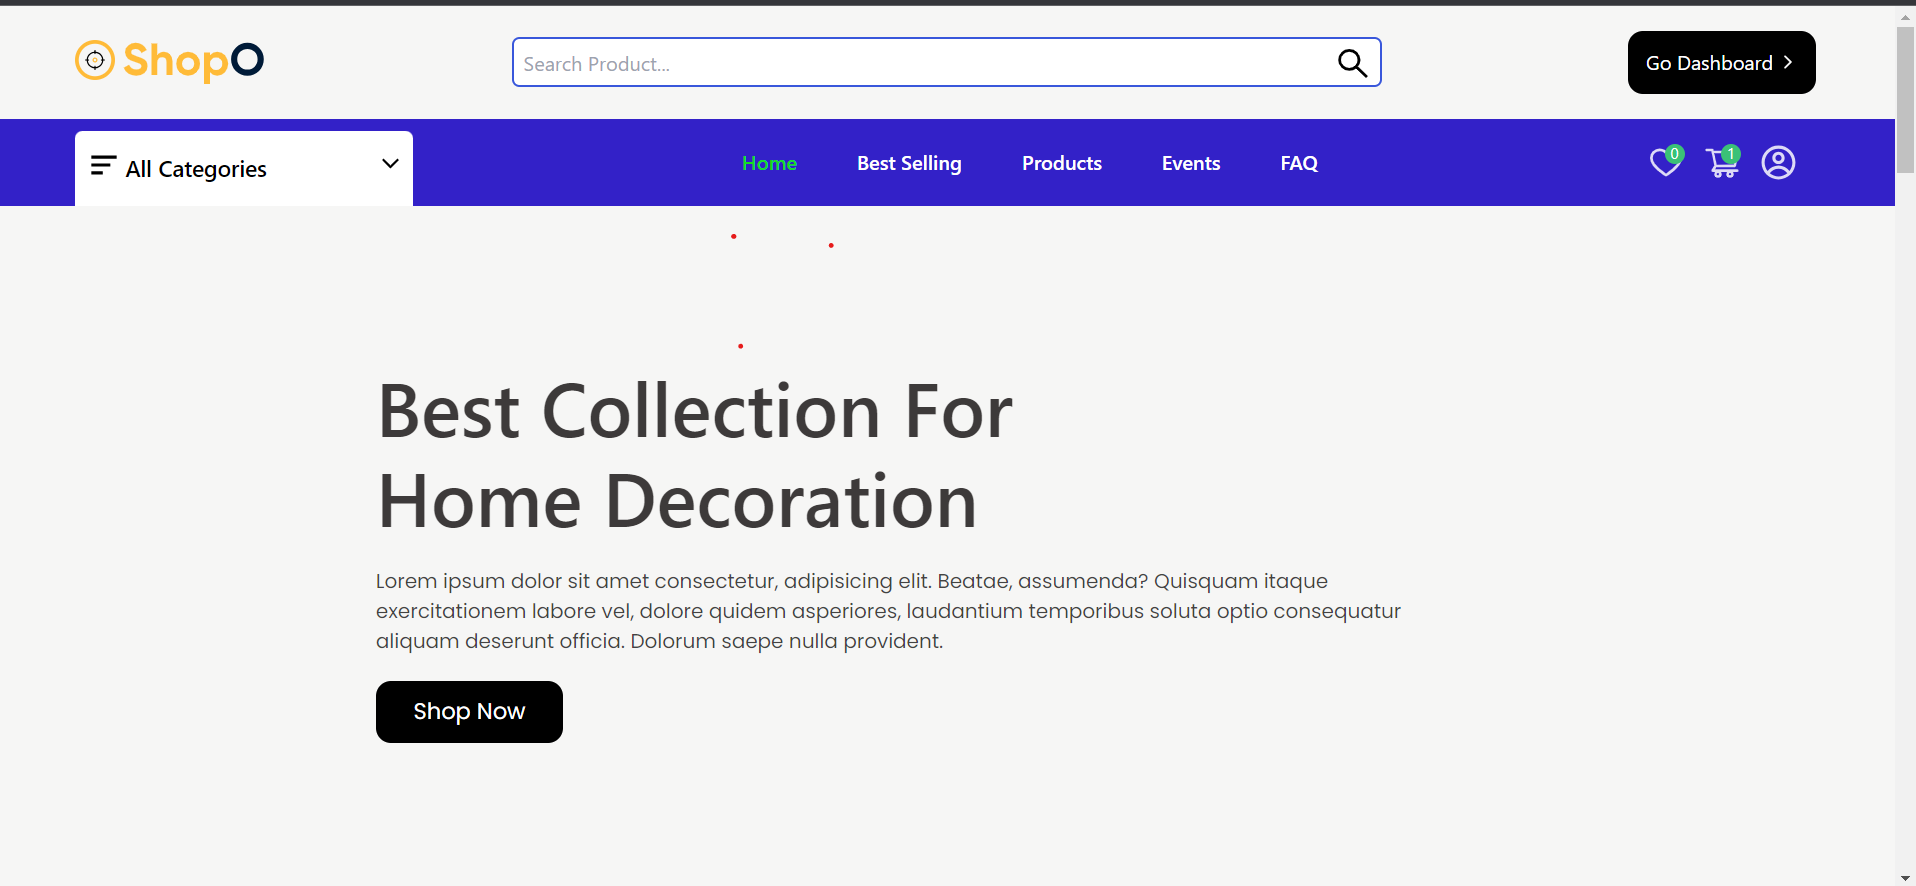 ShopO
Search Product...
Go Dashboard
All Categories
Home
Best Selling
Products
Events
FAQ
0
1
Best Collection For
Home Decoration
Lorem ipsum dolor sit amet consectetur, adipisicing elit. Beatae, assumenda? Quisquam itaque
exercitationem labore vel, dolore quidem asperiores, laudantium temporibus soluta optio consequatur
aliquam deserunt officia. Dolorum saepe nulla provident.
Shop Now